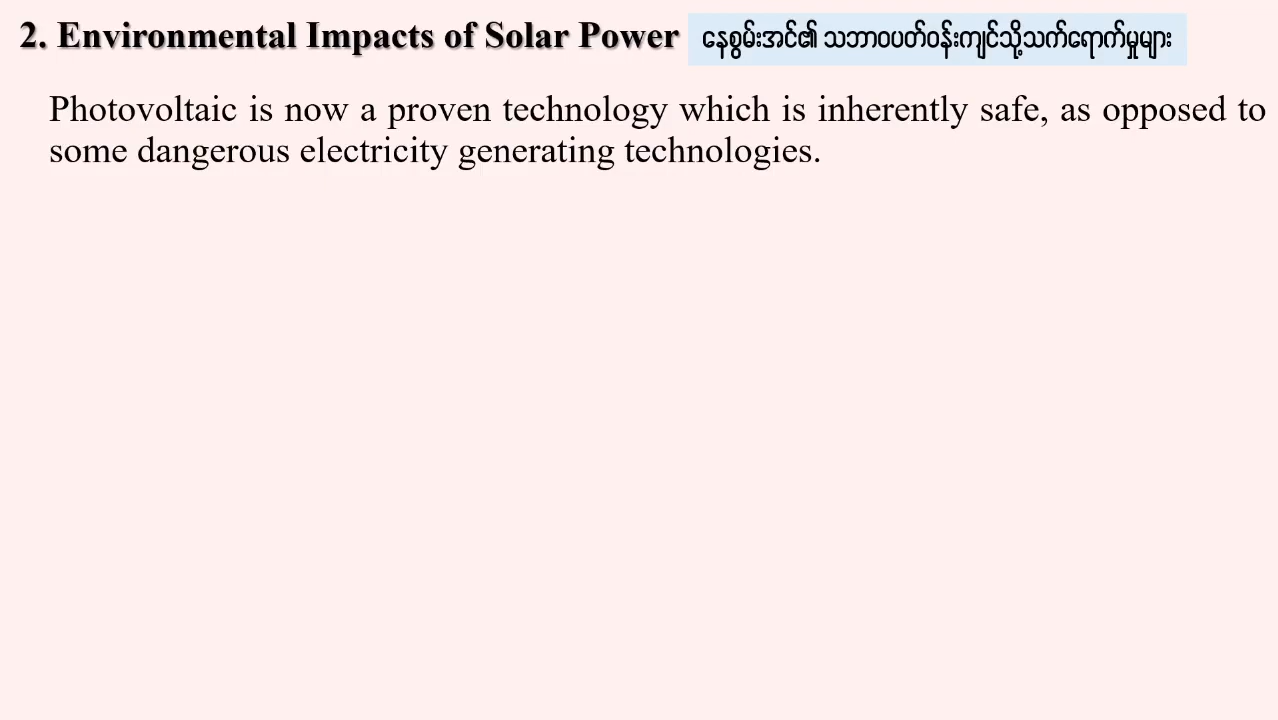 2. Environmental Impacts of Solar Power နေစွမ်းအင်၏ သဘာဝပတ်ဝန်းကျင်သို့သက်ရောက်မှုများ
Photovoltaic is now a proven technology which is inherently safe, as opposed to
some dangerous electricity generating technologies.